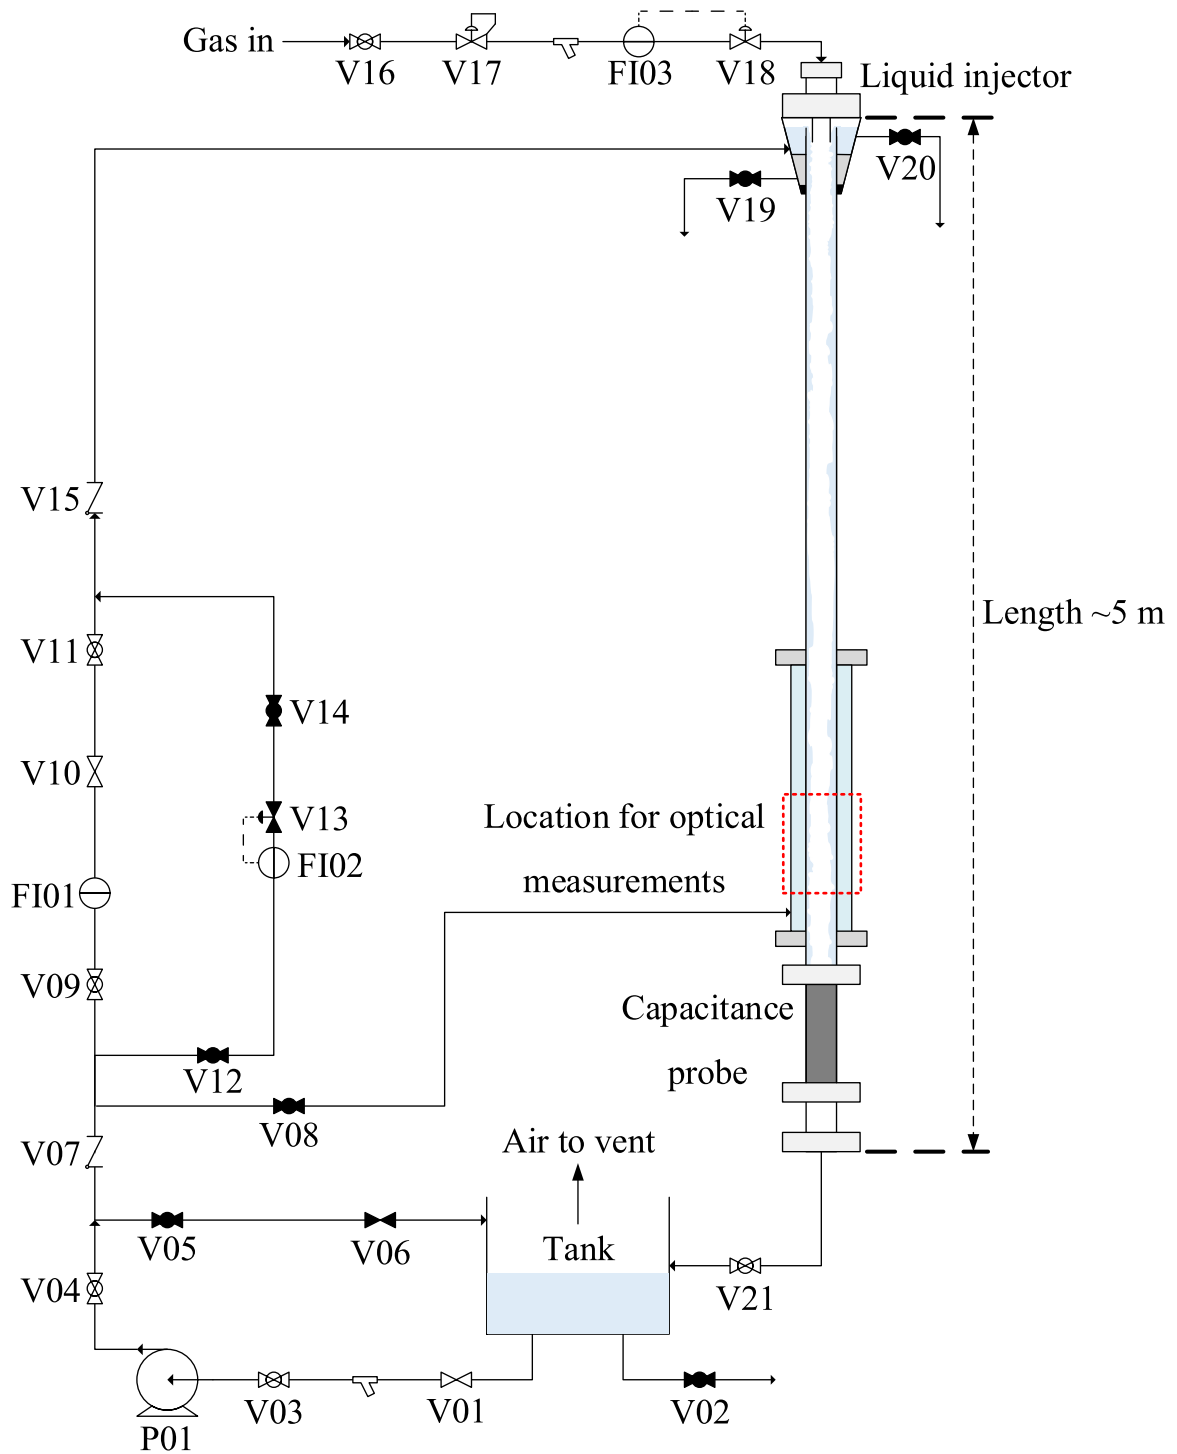 Gas in
V16
V17
FI03
V18
Liquid injector
V20
V19
V15
Length ~5 m
V11
V14
V10
V13
Location for optical
measurements
FI02
FI01
V09
Capacitance
probe
V12
V08
V07
Air to vent
V05
V06
Tank
V04
V21
V03
V01
V02
P01